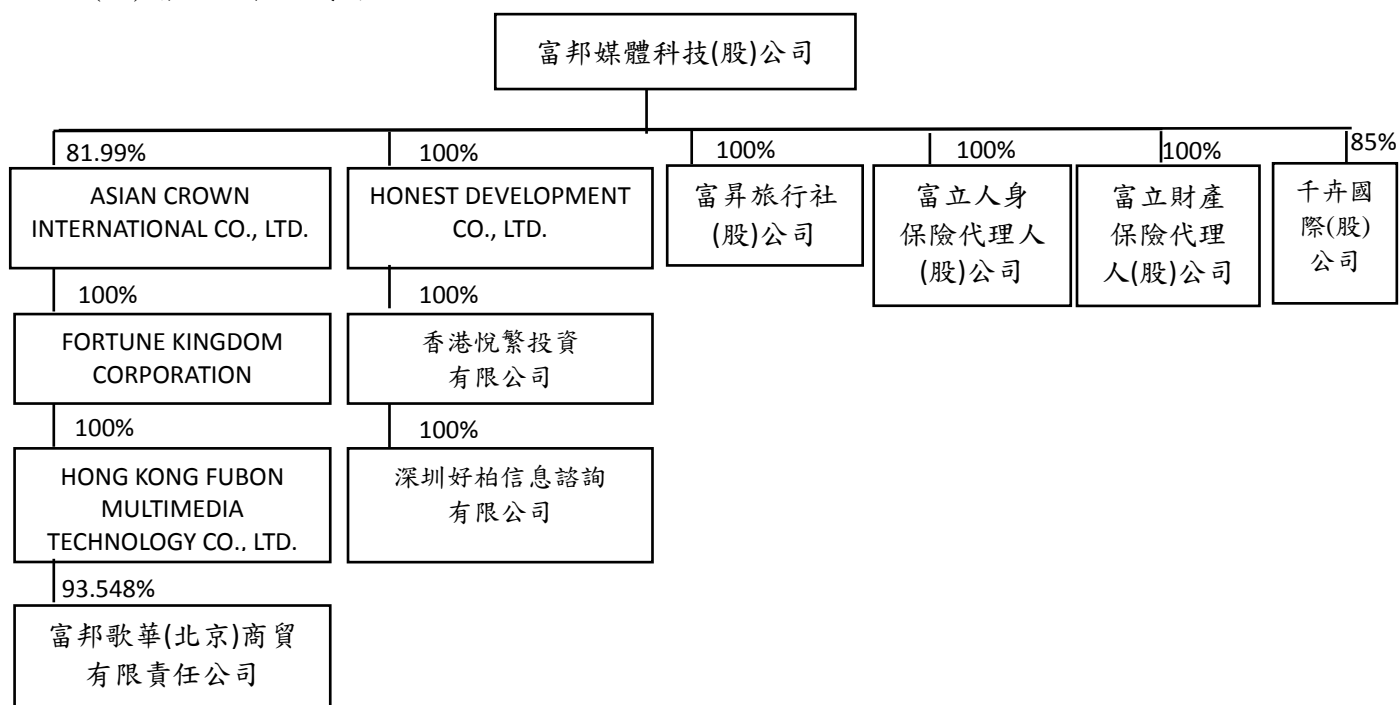 富邦媒體科技(股)公司
81.99%
100%
100%
100%
100%
85%
ASIAN CROWN
INTERNATIONAL CO., LTD.
HONEST DEVELOPMENT
CO., LTD.
富昇旅行社
(股)公司
富立人身
保險代理人
(股)公司
富立財產
保險代理
人(股)公司
千卉國
際(股)
公司
100%
100%
FORTUNE KINGDOM
CORPORATION
香港悅繁投資
有限公司
100%
100%
HONG KONG FUBON
MULTIMEDIA
TECHNOLOGY CO., LTD.
深圳好柏信息諮詢
有限公司
93.548%
富邦歌華(北京)商貿
有限責任公司